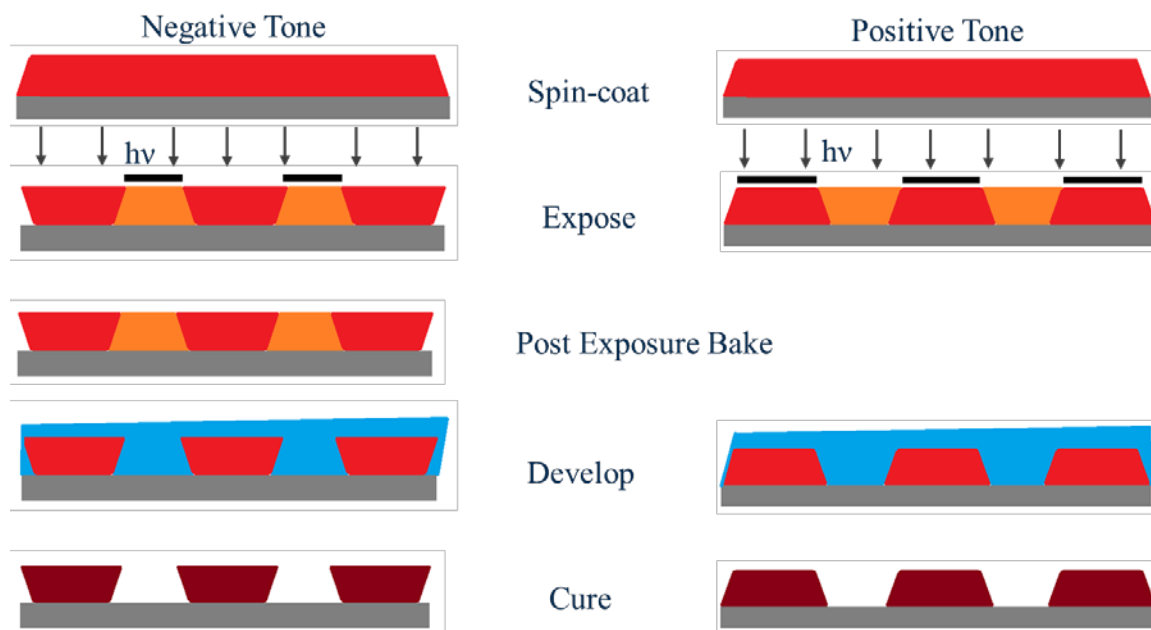 Negative Tone
Positive Tone
Spin-coat
hν
hν
Expose
Post Exposure Bake
Develop
Cure